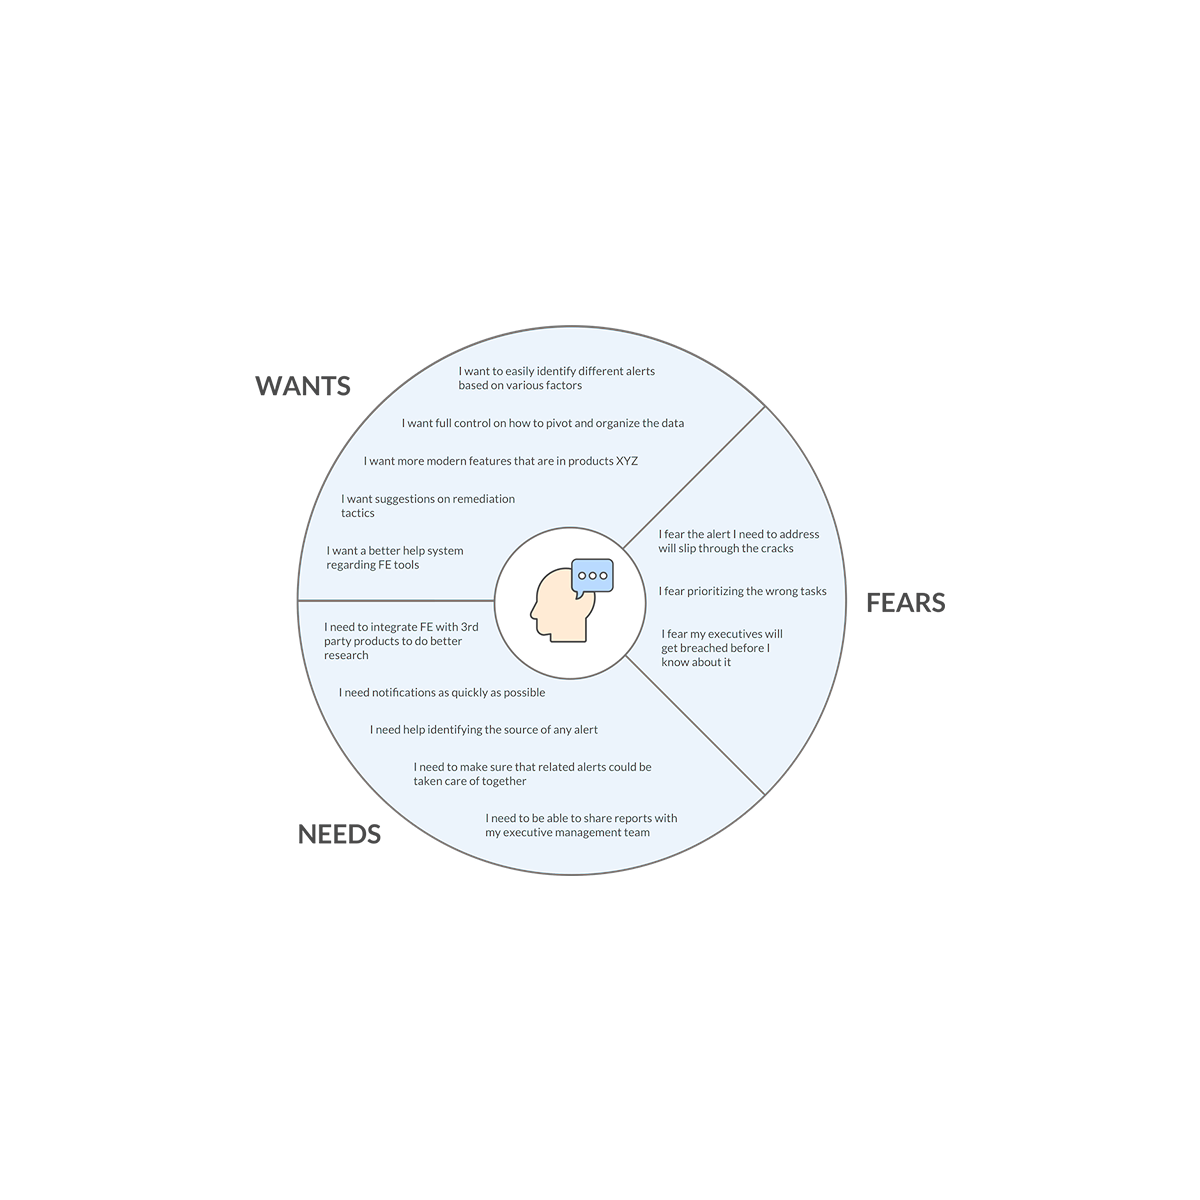 WANTS
I want to easily identify different alerts
based on various factors
I want full control on how to pivot and organize the data
I want more modern features that are in products XYZ
I want suggestions on remediation
tactics
I want a better help system
regarding FE tools
FEARS
I fear the alert I need to address
will slip through the cracks
I fear prioritizing the wrong tasks
I fear my executives will
get breached before I
know about it
NEEDS
I need to integrate FE with 3rd
party products to do better
research
I need notifications as quickly as possible
I need help identifying the source of any alert
I need to make sure that related alerts could be
taken care of together
I need to be able to share reports with
my executive management team